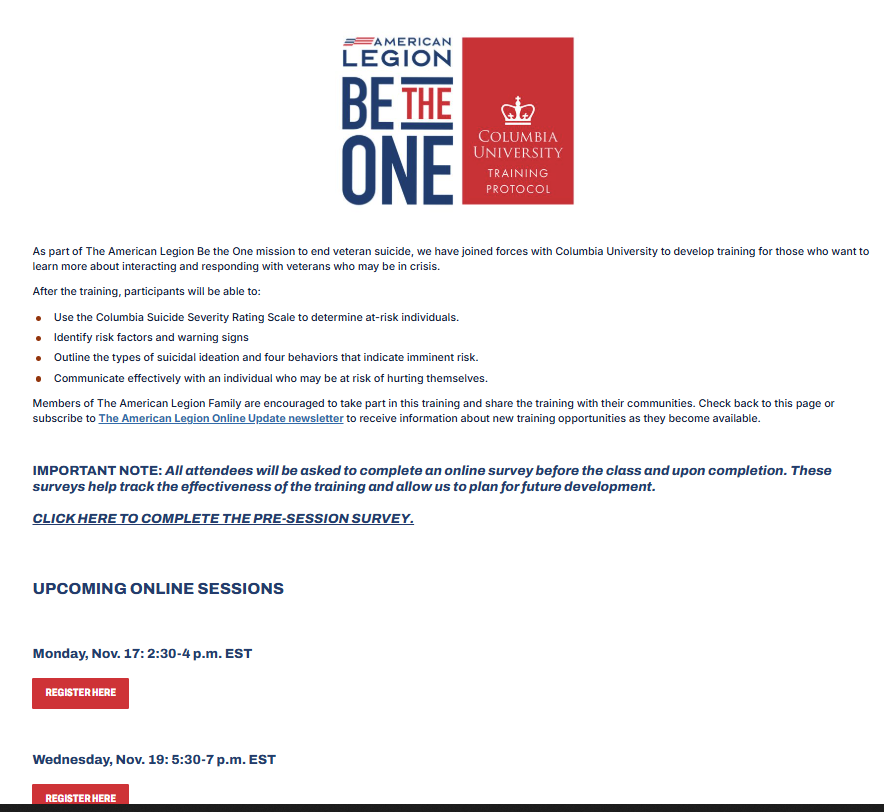 AMERICAN
LEGION
BE THE
ONE
COLUMBIA
UNIVERSITY
TRAINING
PROTOCOL
As part of The American Legion Be the One mission to end veteran suicide, we have joined forces with Columbia University to develop training for those who want to
learn more about interacting and responding with veterans who may be in crisis.
After the training, participants will be able to:
Use the Columbia Suicide Severity Rating Scale to determine at-risk individuals.
Identify risk factors and warning signs
Outline the types of suicidal ideation and four behaviors that indicate imminent risk.
Communicate effectively with an individual who may be at risk of hurting themselves.
Members of The American Legion Family are encouraged to take part in this training and share the training with their communities. Check back to this page or
subscribe to The American Legion Online Update newsletter to receive information about new training opportunities as they become available.
IMPORTANT NOTE: All attendees will be asked to complete an online survey before the class and upon completion. These
surveys help track the effectiveness of the training and allow us to plan for future development.
CLICK HERE TO COMPLETE THE PRE-SESSION SURVEY.
UPCOMING ONLINE SESSIONS
Monday, Nov. 17: 2:30-4 p.m. EST
REGISTER HERE
Wednesday, Nov. 19: 5:30-7 p.m. EST
REGISTER HERE